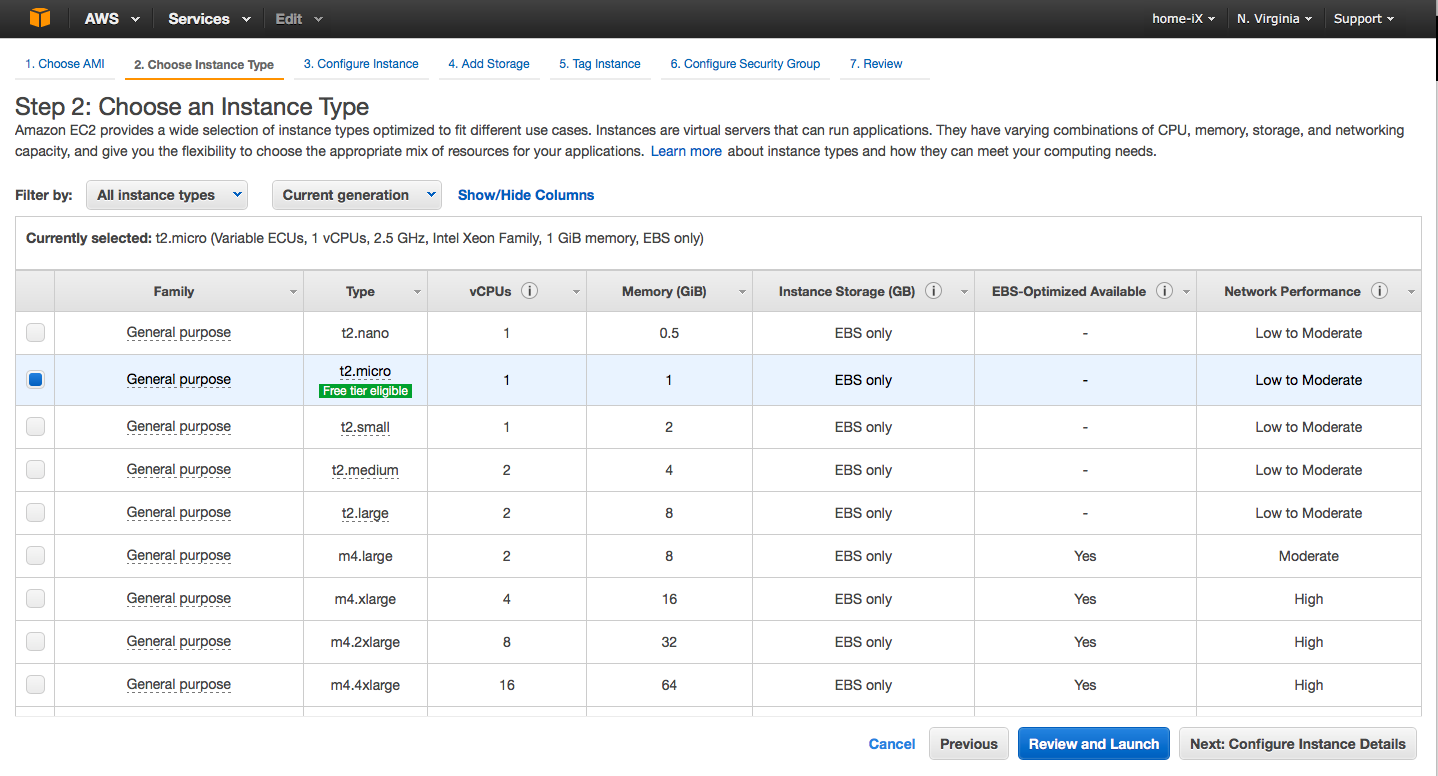 AWS Services Edit home-iX N. Virginia Support
1. Choose AMI 2. Choose Instance Type 3. Configure Instance 4. Add Storage 5. Tag Instance 6. Configure Security Group 7. Review
Step 2: Choose an Instance Type
Amazon EC2 provides a wide selection of instance types optimized to fit different use cases. Instances are virtual servers that can run applications. They have varying combinations of CPU, memory, storage, and networking
capacity, and give you the flexibility to choose the appropriate mix of resources for your applications. Learn more about instance types and how they can meet your computing needs.
Filter by: All instance types Current generation Show/Hide Columns
Currently selected: t2.micro (Variable ECUs, 1 vCPUs, 2.5 GHz, Intel Xeon Family, 1 GiB memory, EBS only)
Family Type vCPUs i Memory (GiB) Instance Storage (GB) i EBS-Optimized Available i Network Performance i
General purpose t2.nano 1 0.5 EBS only - Low to Moderate
General purpose t2.micro 1 1 EBS only - Low to Moderate
Free tier eligible
General purpose t2.small 1 2 EBS only - Low to Moderate
General purpose t2.medium 2 4 EBS only - Low to Moderate
General purpose t2.large 2 8 EBS only - Low to Moderate
General purpose m4.large 2 8 EBS only Yes Moderate
General purpose m4.xlarge 4 16 EBS only Yes High
General purpose m4.2xlarge 8 32 EBS only Yes High
General purpose m4.4xlarge 16 64 EBS only Yes High
Cancel Previous Review and Launch Next: Configure Instance Details